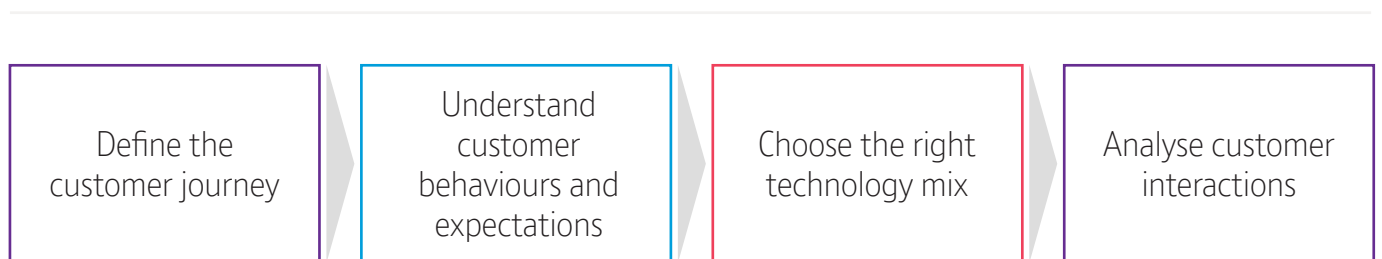 Define the
customer journey
Understand
customer
behaviours and
expectations
Choose the right
technology mix
Analyse customer
interactions